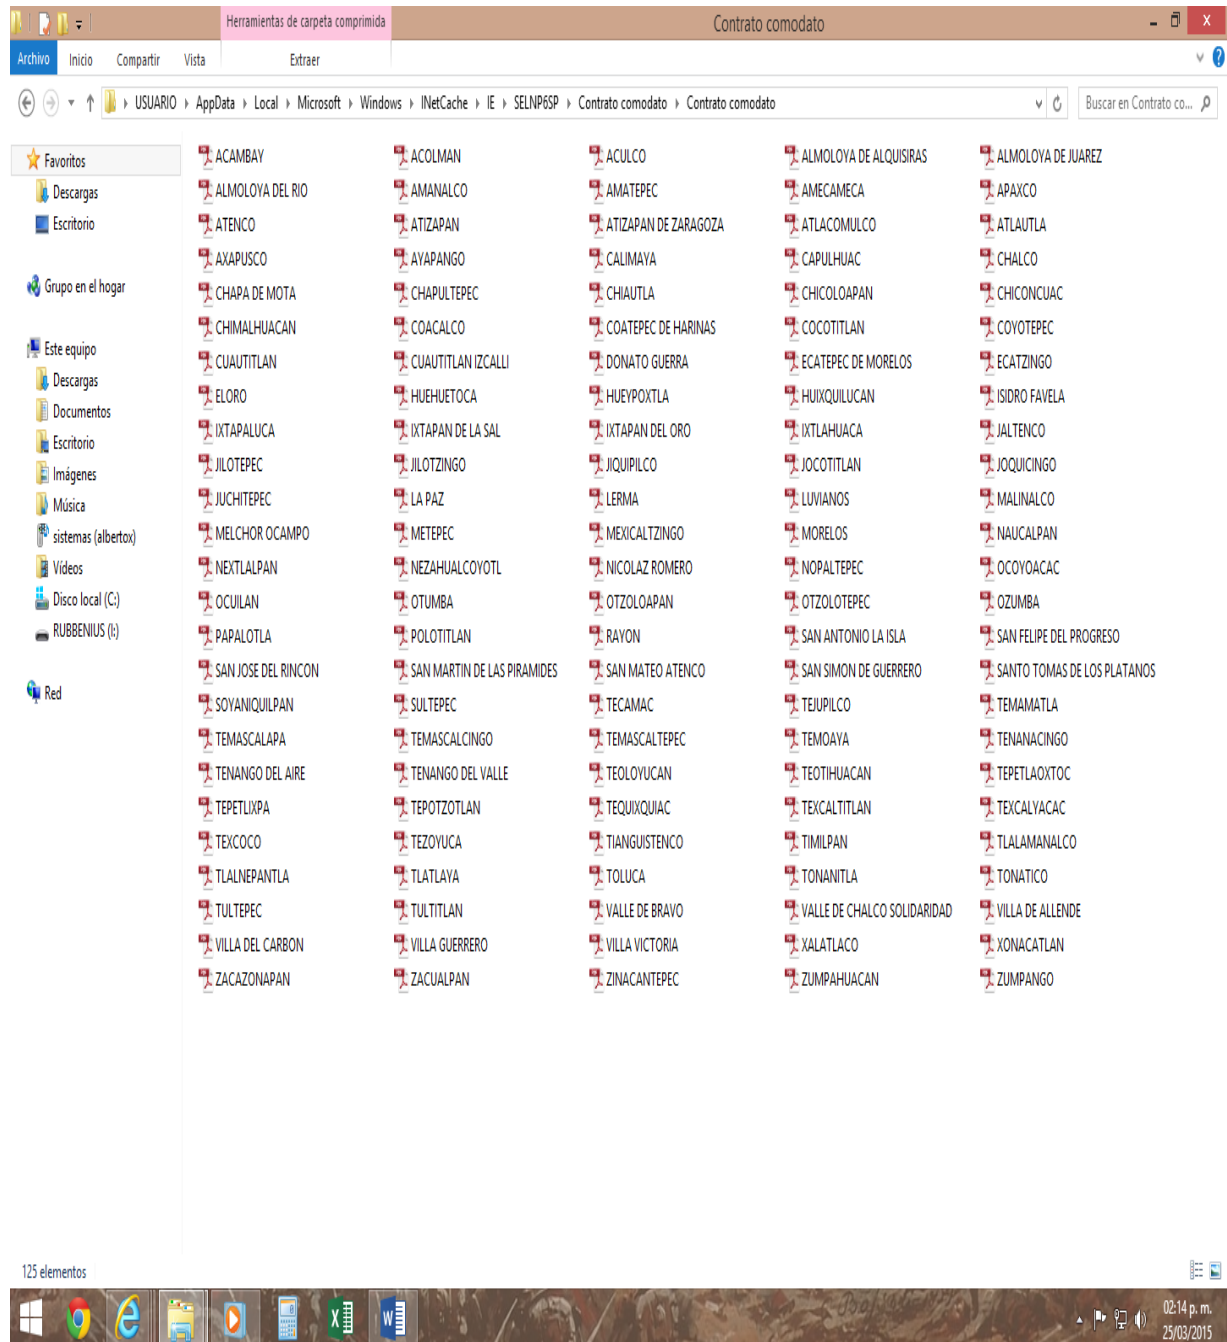 Herramientas de carpeta comprimida
Contrato comodato
Archivo Inicio Compartir Vista Extraer
USUARIO AppData Local Microsoft Windows INetCache IE SELNP6SP Contrato comodato Contrato comodato
Buscar en Contrato co...
Favoritos
Descargas
Escritorio
Grupo en el hogar
Este equipo
Descargas
Documentos
Escritorio
Imágenes
Música
sistemas (albertox)
Vídeos
Disco local (C:)
RUBBENIUS (I:)
Red
ACAMBAY ACOLMAN ACULCO ALMOLOYA DE ALQUISIRAS ALMOLOYA DE JUAREZ
ALMOLOYA DEL RIO AMANALCO AMATEPEC AMECAMECA APAXCO
ATENCO ATIZAPAN ATIZAPAN DE ZARAGOZA ATLACOMULCO ATLAUTLA
AXAPUSCO AYAPANGO CALIMAYA CAPULHUAC CHALCO
CHAPA DE MOTA CHAPULTEPEC CHIAUTLA CHICOLOAPAN CHICONCUAC
CHIMALHUACAN COACALCO COATEPEC DE HARINAS COCOTITLAN COYOTEPEC
CUAUTITLAN CUAUTITLAN IZCALLI DONATO GUERRA ECATEPEC DE MORELOS ECATZINGO
ELORO HUEHUETOCA HUEYPOXTLA HUIXQUILUCAN ISIDRO FAVELA
IXTAPALUCA IXTAPAN DE LA SAL IXTAPAN DEL ORO IXTLAHUACA JALTENCO
JILOTEPEC JILOTZINGO JIQUIPILCO JOCOTITLAN JOQUICINGO
JUCHITEPEC LA PAZ LERMA LUVIANOS MALINALCO
MELCHOR OCAMPO METEPEC MEXICALTZINGO MORELOS NAUCALPAN
NEXTLALPAN NEZAHUALCOYOTL NICOLAZ ROMERO NOPALTEPEC OCOYOACAC
OCUILAN OTUMBA OTZOLOAPAN OTZOLOTEPEC OZUMBA
PAPALOTLA POLOTITLAN RAYON SAN ANTONIO LA ISLA SAN FELIPE DEL PROGRESO
SAN JOSE DEL RINCON SAN MARTIN DE LAS PIRAMIDES SAN MATEO ATENCO SAN SIMON DE GUERRERO SANTO TOMAS DE LOS PLATANOS
SOYANIQUILPAN SULTEPEC TECAMAC TEJUPILCO TEMAMATLA
TEMASCALAPA TEMASCALCINGO TEMASCALTEPEC TEMOAYA TENANACINGO
TENANGO DEL AIRE TENANGO DEL VALLE TEOLOYUCAN TEOTIHUACAN TEPETLAOXTOC
TEPETLIXPA TEPOTZOTLAN TEQUIXQUIAC TEXCALTITLAN TEXCALYACAC
TEXCOCO TEZOYUCA TIANGUISTENCO TIMILPAN TLALAMANALCO
TLALNEPANTLA TLATLAYA TOLUCA TONANITLA TONATICO
TULTEPEC TULTITLAN VALLE DE BRAVO VALLE DE CHALCO SOLIDARIDAD VILLA DE ALLENDE
VILLA DEL CARBON VILLA GUERRERO VILLA VICTORIA XALATLACO XONACATLAN
ZACAZONAPAN ZACUALPAN ZINACANTEPEC ZUMPAHUACAN ZUMPANGO
125 elementos
02:14 p. m.
25/03/2015